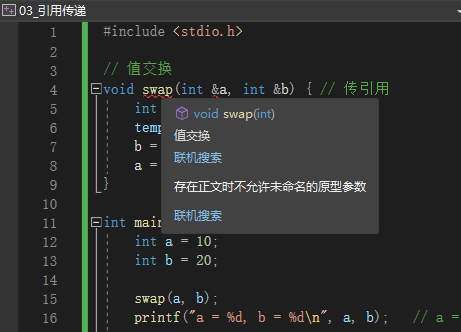 03_引用传递
1 #include <stdio.h>
2
3 // 值交换
4 void swap(int &a, int &b) { // 传引用
5 int
6 temp
7 b =
8 a =
9 }
10
11 int main
12 int a = 10;
13 int b = 20;
14
15 swap(a, b);
16 printf("a = %d, b = %d\n", a, b); // a =
void swap(int)
值交换
联机搜索
存在正文时不允许未命名的原型参数
联机搜索